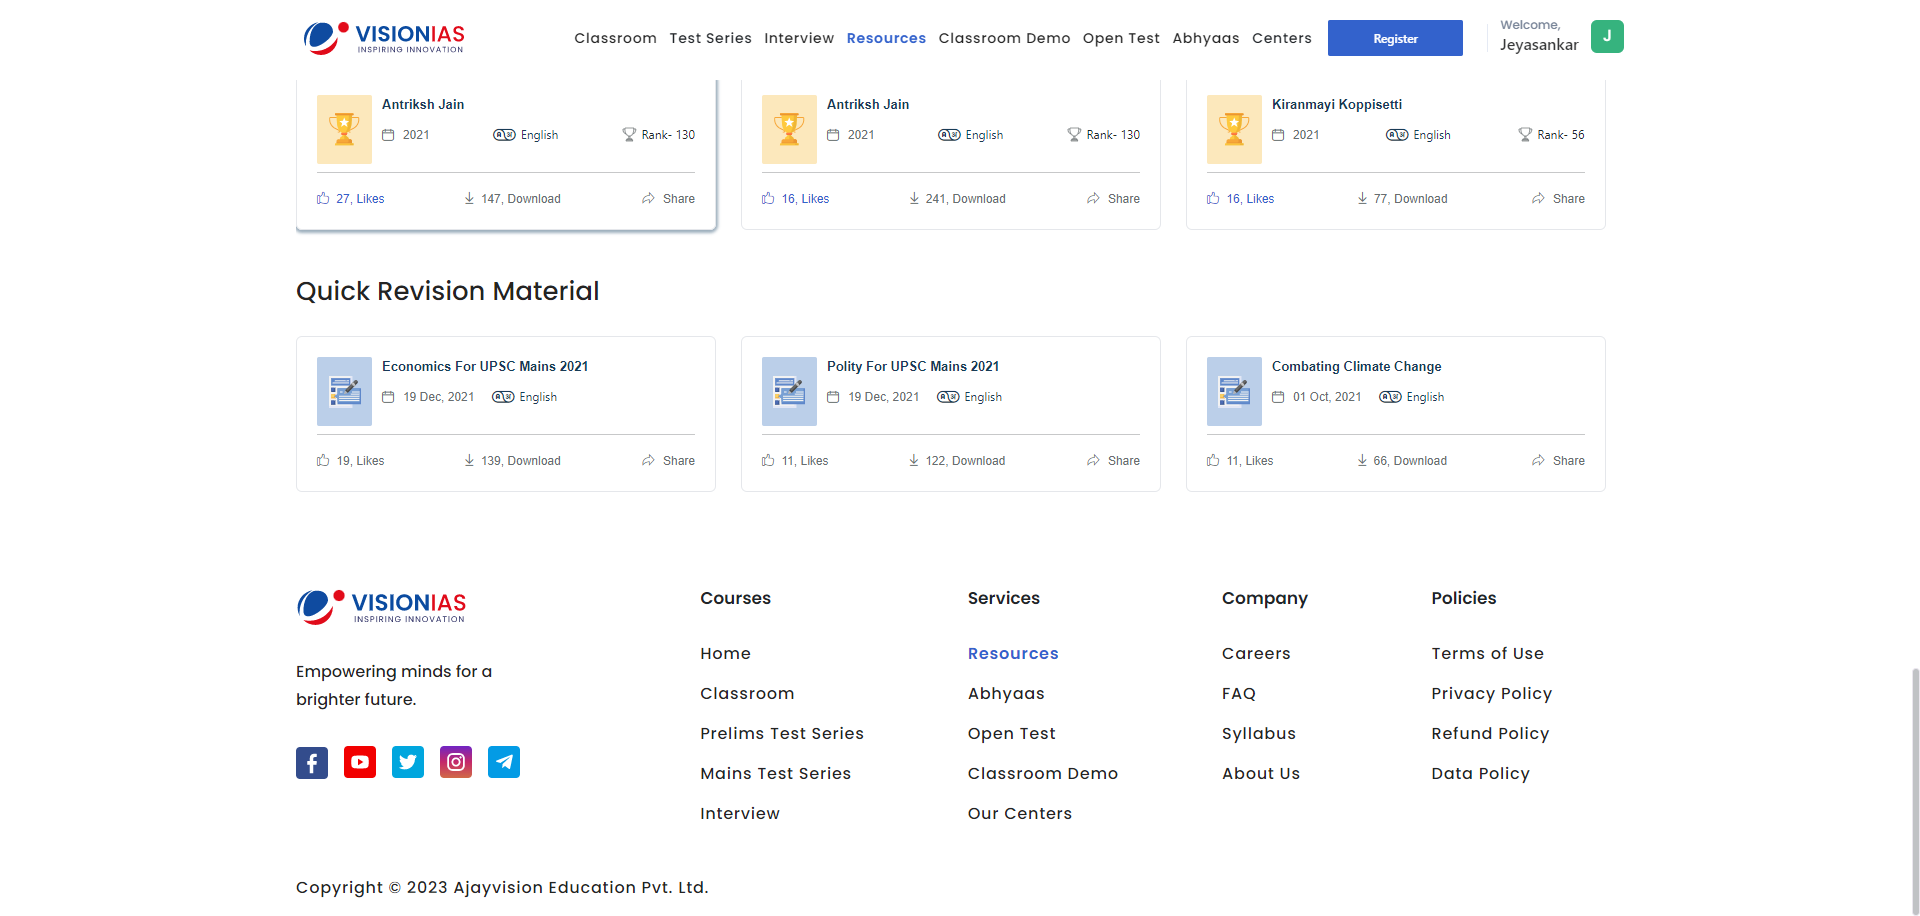 VISIONIAS
INSPIRING INNOVATION
Classroom Test Series Interview Resources Classroom Demo Open Test Abhyaas Centers
Register
Welcome,
Jeyasankar
J
Antriksh Jain
2021 English Rank- 130
27, Likes 147, Download Share
Antriksh Jain
2021 English Rank- 130
16, Likes 241, Download Share
Kiranmayi Koppisetti
2021 English Rank- 56
16, Likes 77, Download Share
Quick Revision Material
Economics For UPSC Mains 2021
19 Dec, 2021 English
19, Likes 139, Download Share
Polity For UPSC Mains 2021
19 Dec, 2021 English
11, Likes 122, Download Share
Combating Climate Change
01 Oct, 2021 English
11, Likes 66, Download Share
VISIONIAS
INSPIRING INNOVATION
Empowering minds for a
brighter future.
Courses
Home
Classroom
Prelims Test Series
Mains Test Series
Interview
Services
Resources
Abhyaas
Open Test
Classroom Demo
Our Centers
Company
Careers
FAQ
Syllabus
About Us
Policies
Terms of Use
Privacy Policy
Refund Policy
Data Policy
Copyright © 2023 Ajayvision Education Pvt. Ltd.